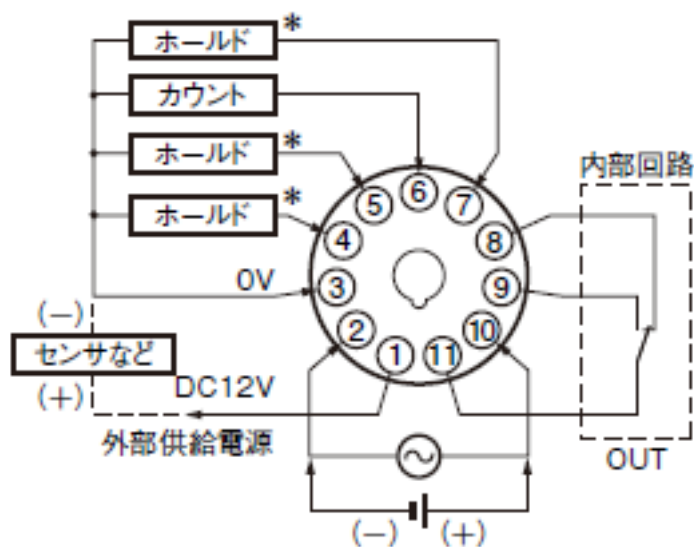 ホールド *
カウント
ホールド *
ホールド *
内部回路
6
5
7
4
8
0V
3
9
(−)
2
10
センサなど
1
11
(+)
DC12V
外部供給電源
OUT
(−)
(+)